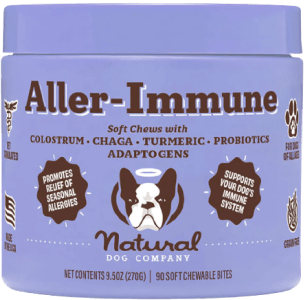 Aller-Immune
Soft Chews with
COLOSTRUM • CHAGA • TURMERIC • PROBIOTICS
ADAPTOGENS
PROMOTES
RELIEF OF
SEASONAL
ALLERGIES
SUPPORTS
YOUR DOG'S
IMMUNE
SYSTEM
Natural
DOG COMPANY
NET CONTENTS 9.5OZ (270G) 90 SOFT CHEWABLE BITES